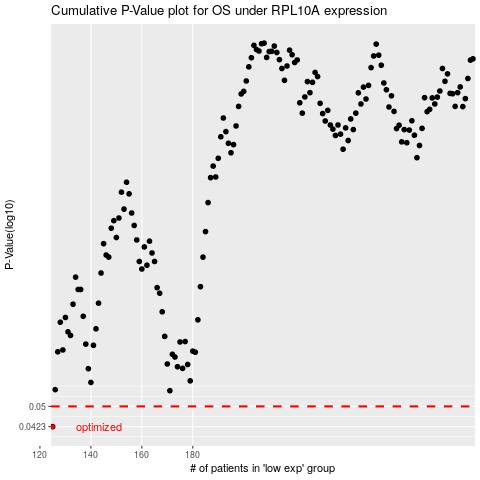 Cumulative P-Value plot for OS under RPL10A expression
P-Value(log10)
0.05
0.0423
optimized
120 140 160 180
# of patients in 'low exp' group